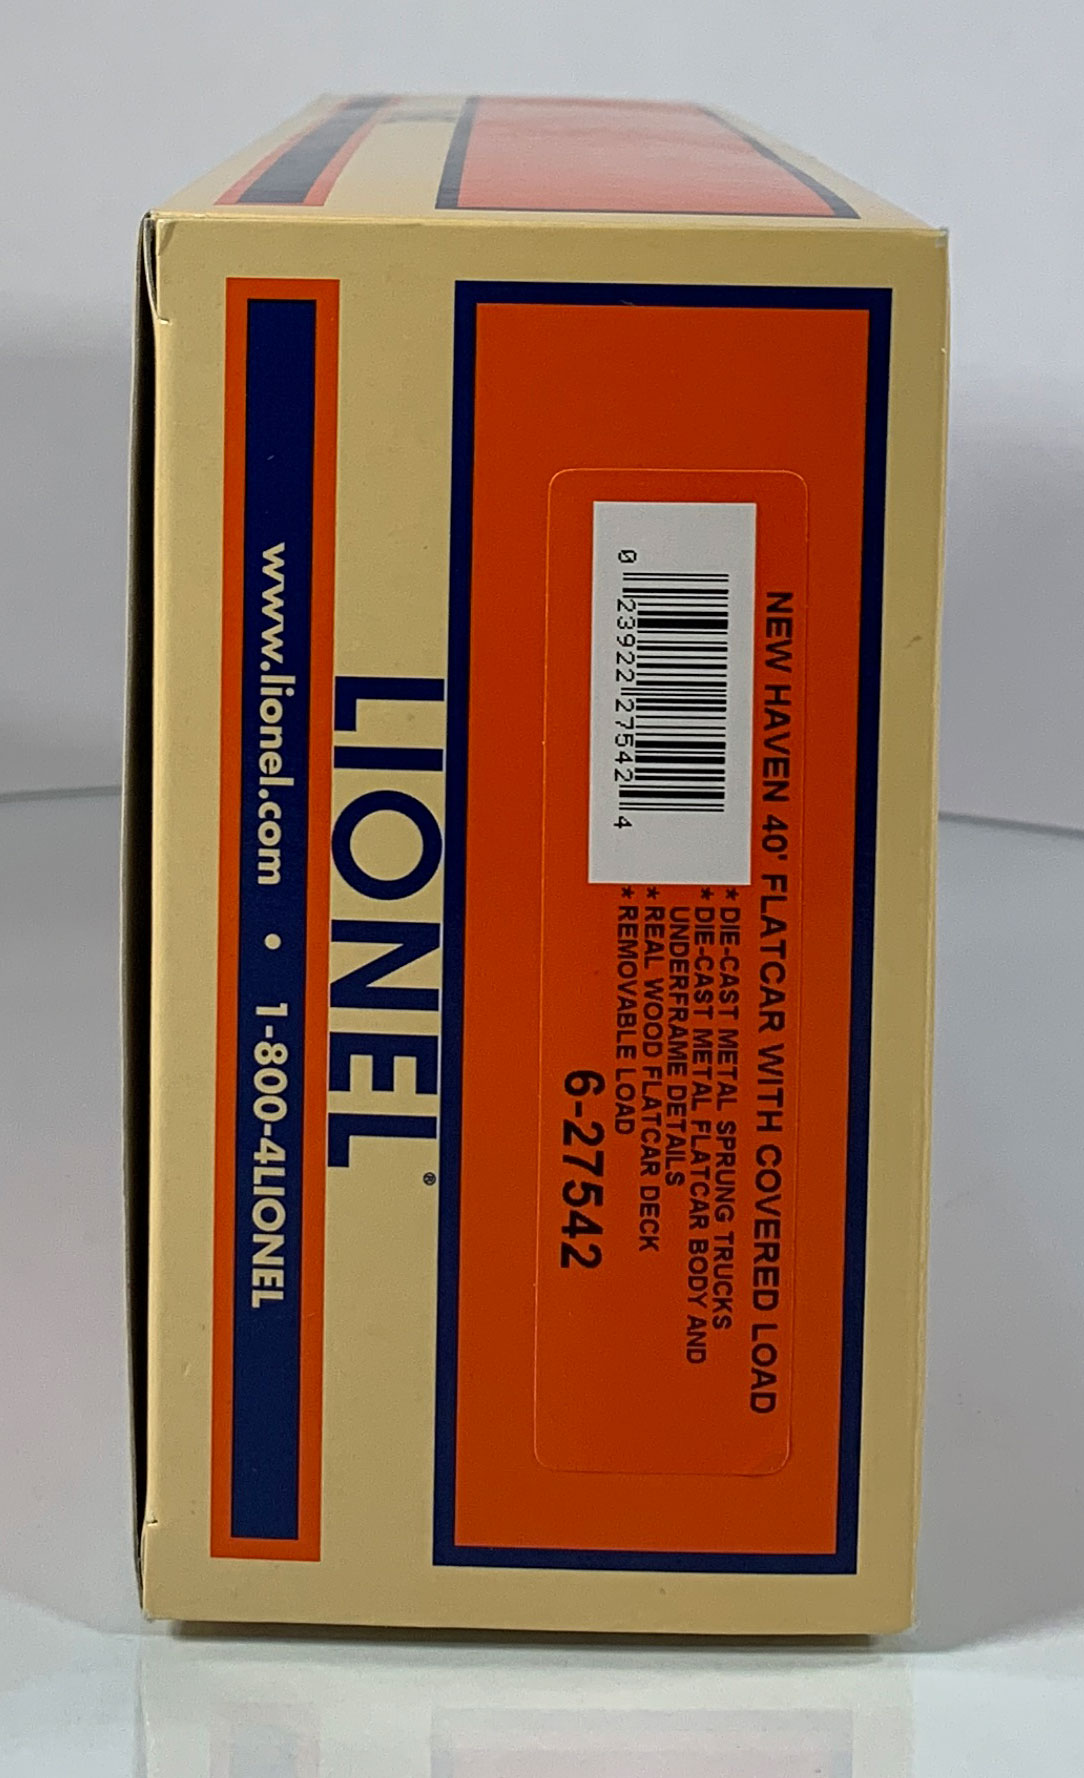 NEW HAVEN 40' FLATCAR WITH COVERED LOAD
* DIE-CAST METAL SPRUNG TRUCKS
* DIE-CAST METAL FLATCAR BODY AND
UNDERFRAME DETAILS
* REAL WOOD FLATCAR DECK
* REMOVABLE LOAD
0 23922 27542 4
6-27542
LIONEL®
www.lionel.com • 1-800-4LIONEL